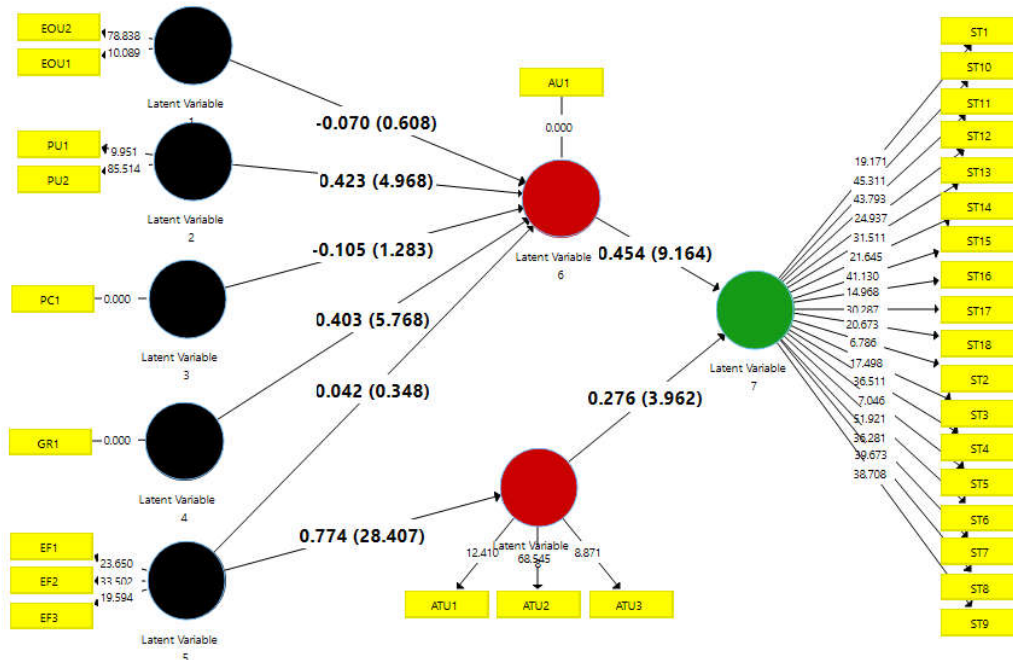 EOU2
78.838
EOU1
10.089
Latent Variable
1
-0.070 (0.608)
PU1
9.951
PU2
85.514
Latent Variable
2
0.423 (4.968)
PC1
0.000
Latent Variable
3
-0.105 (1.283)
GR1
0.000
Latent Variable
4
0.403 (5.768)
EF1
23.650
EF2
33.502
EF3
19.594
Latent Variable
5
0.042 (0.348)
0.774 (28.407)
AU1
0.000
Latent Variable
6
0.454 (9.164)
Latent Variable
8
12.410
68.545
8.871
ATU1
ATU2
ATU3
0.276 (3.962)
Latent Variable
7
19.171
45.311
43.793
24.937
31.511
21.645
41.130
14.968
30.287
20.673
6.786
17.498
36.511
7.046
51.921
36.281
39.673
38.708
ST1
ST10
ST11
ST12
ST13
ST14
ST15
ST16
ST17
ST18
ST2
ST3
ST4
ST5
ST6
ST7
ST8
ST9